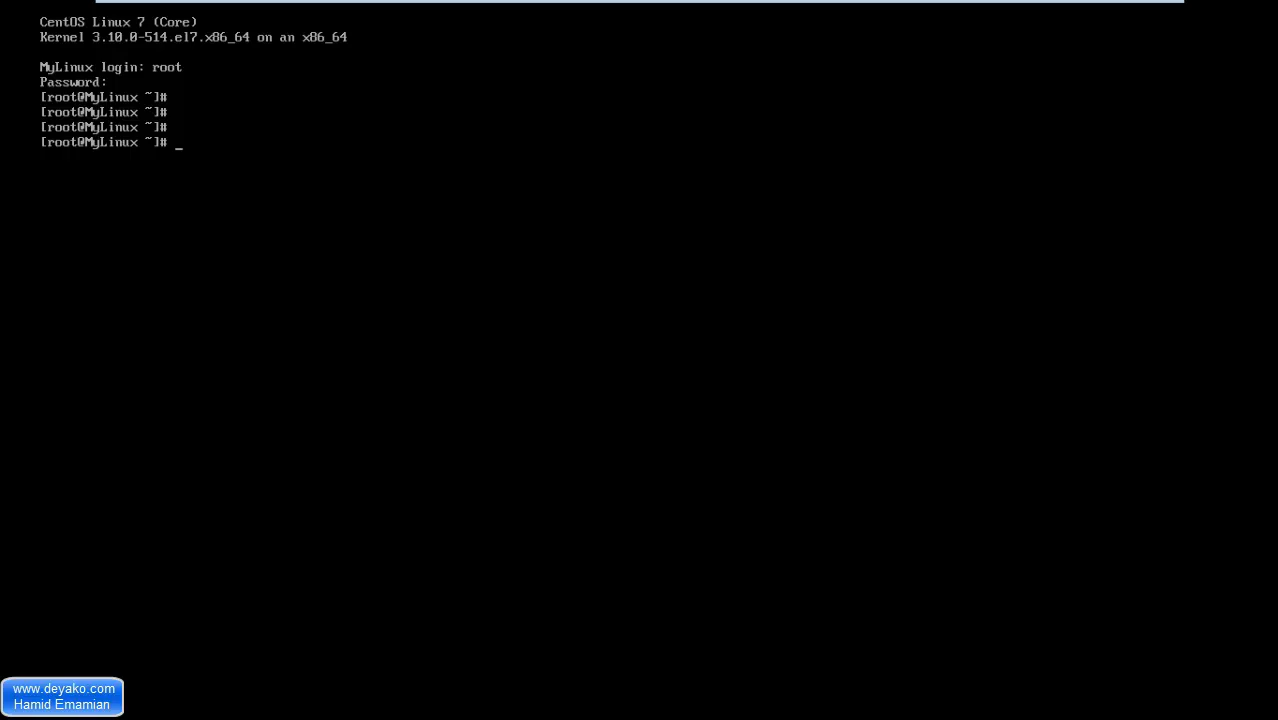 CentOS Linux 7 (Core)
Kernel 3.10.0-514.el7.x86_64 on an x86_64
MyLinux login: root
Password:
[root@MyLinux ~]#
[root@MyLinux ~]#
[root@MyLinux ~]#
[root@MyLinux ~]# _
www.deyako.com
Hamid Emamian